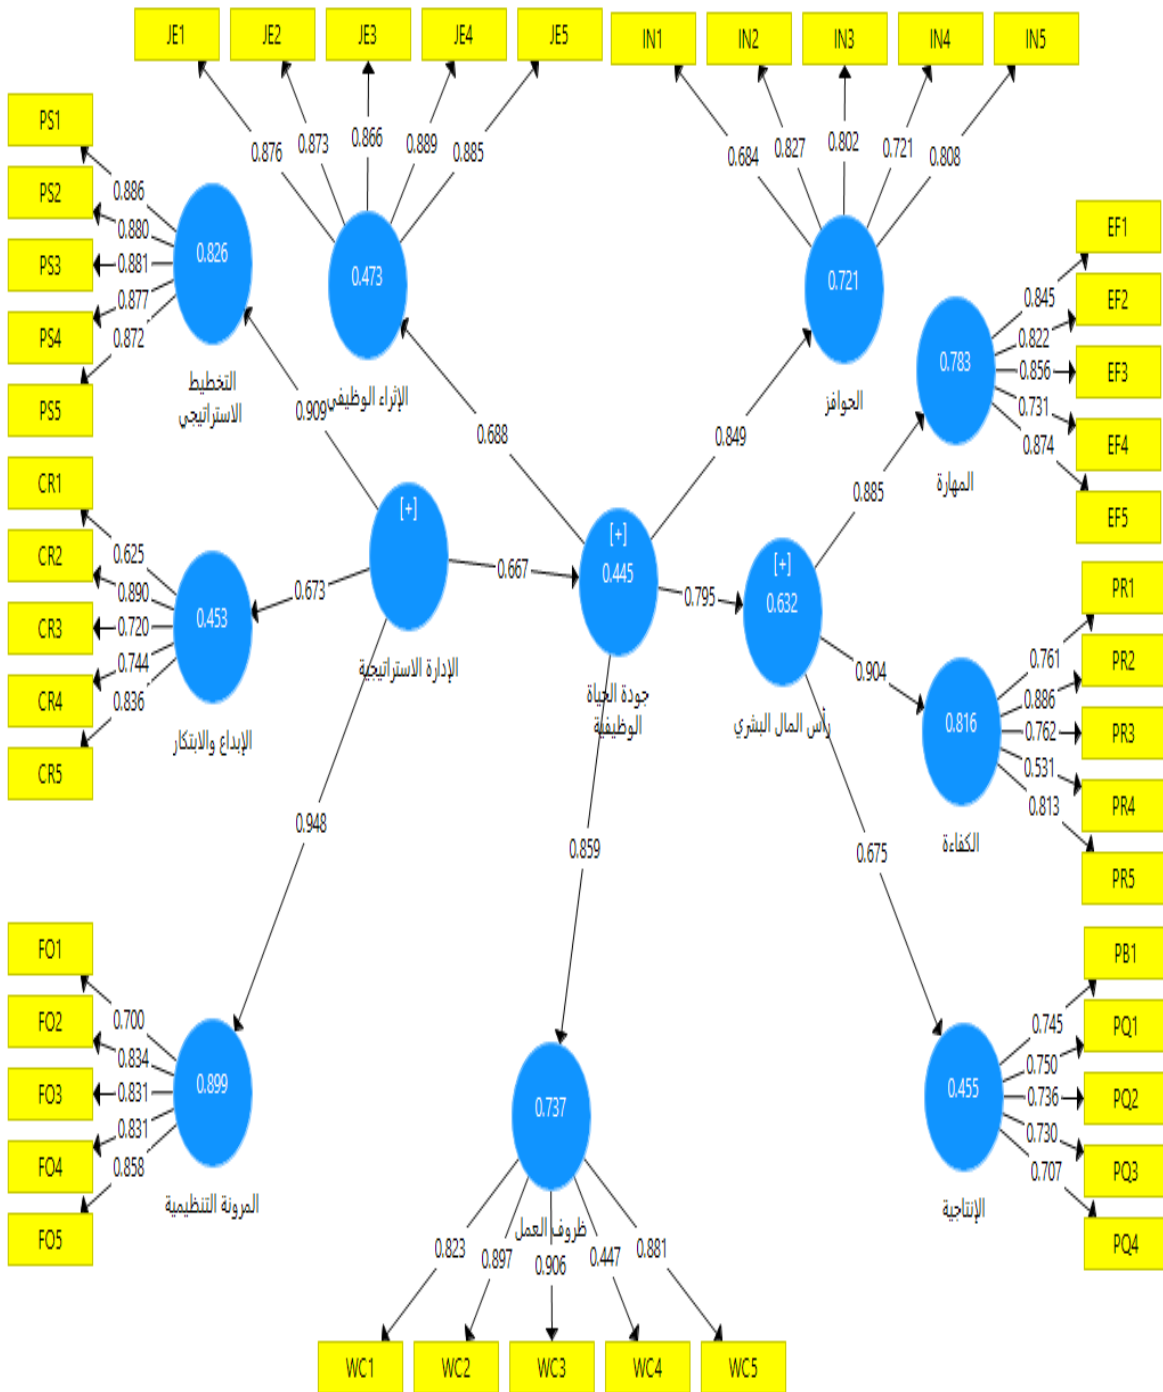 JE1 JE2 JE3 JE4 JE5 IN1 IN2 IN3 IN4 IN5
0.876 0.873 0.866 0.889 0.885
0.684 0.827 0.802 0.721 0.808
PS1
PS2
PS3
PS4
PS5
0.886
0.880
0.881
0.877
0.872
0.826
التخطيط
الاستراتيجي
0.473
الإثراء الوظيفي
0.721
الحوافز
EF1
EF2
EF3
EF4
EF5
0.845
0.822
0.856
0.731
0.874
0.783
المهارة
0.909
0.688
0.849
0.885
CR1
CR2
CR3
CR4
CR5
0.625
0.890
0.720
0.744
0.836
0.453
الإبداع والابتكار
0.673
[+]
الإدارة الاستراتيجية
0.667
[+]
0.445
جودة الحياة
الوظيفية
0.795
[+]
0.632
رأس المال البشري
0.904
PR1
PR2
PR3
PR4
PR5
0.761
0.886
0.762
0.531
0.813
0.816
الكفاءة
0.948
0.859
0.675
FO1
FO2
FO3
FO4
FO5
0.700
0.834
0.831
0.831
0.858
0.899
المرونة التنظيمية
0.737
ظروف العمل
0.455
الإنتاجية
PB1
PQ1
PQ2
PQ3
PQ4
0.745
0.750
0.736
0.730
0.707
0.823 0.897 0.906 0.447 0.881
WC1 WC2 WC3 WC4 WC5